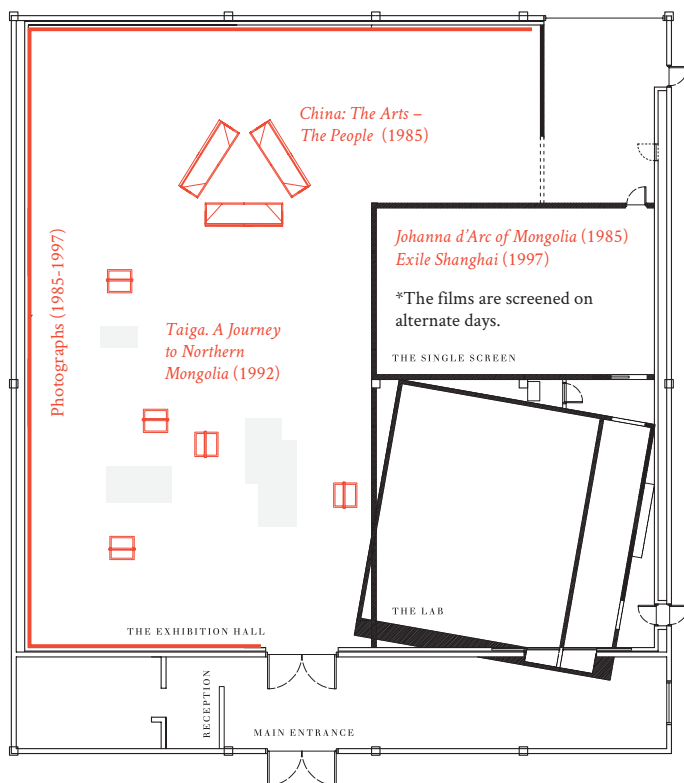 China: The Arts –
The People (1985)
Johanna d’Arc of Mongolia (1985)
Exile Shanghai (1997)
*The films are screened on
alternate days.
THE SINGLE SCREEN
Photographs (1985-1997)
Taiga. A Journey
to Northern
Mongolia (1992)
THE LAB
THE EXHIBITION HALL
RECEPTION
MAIN ENTRANCE